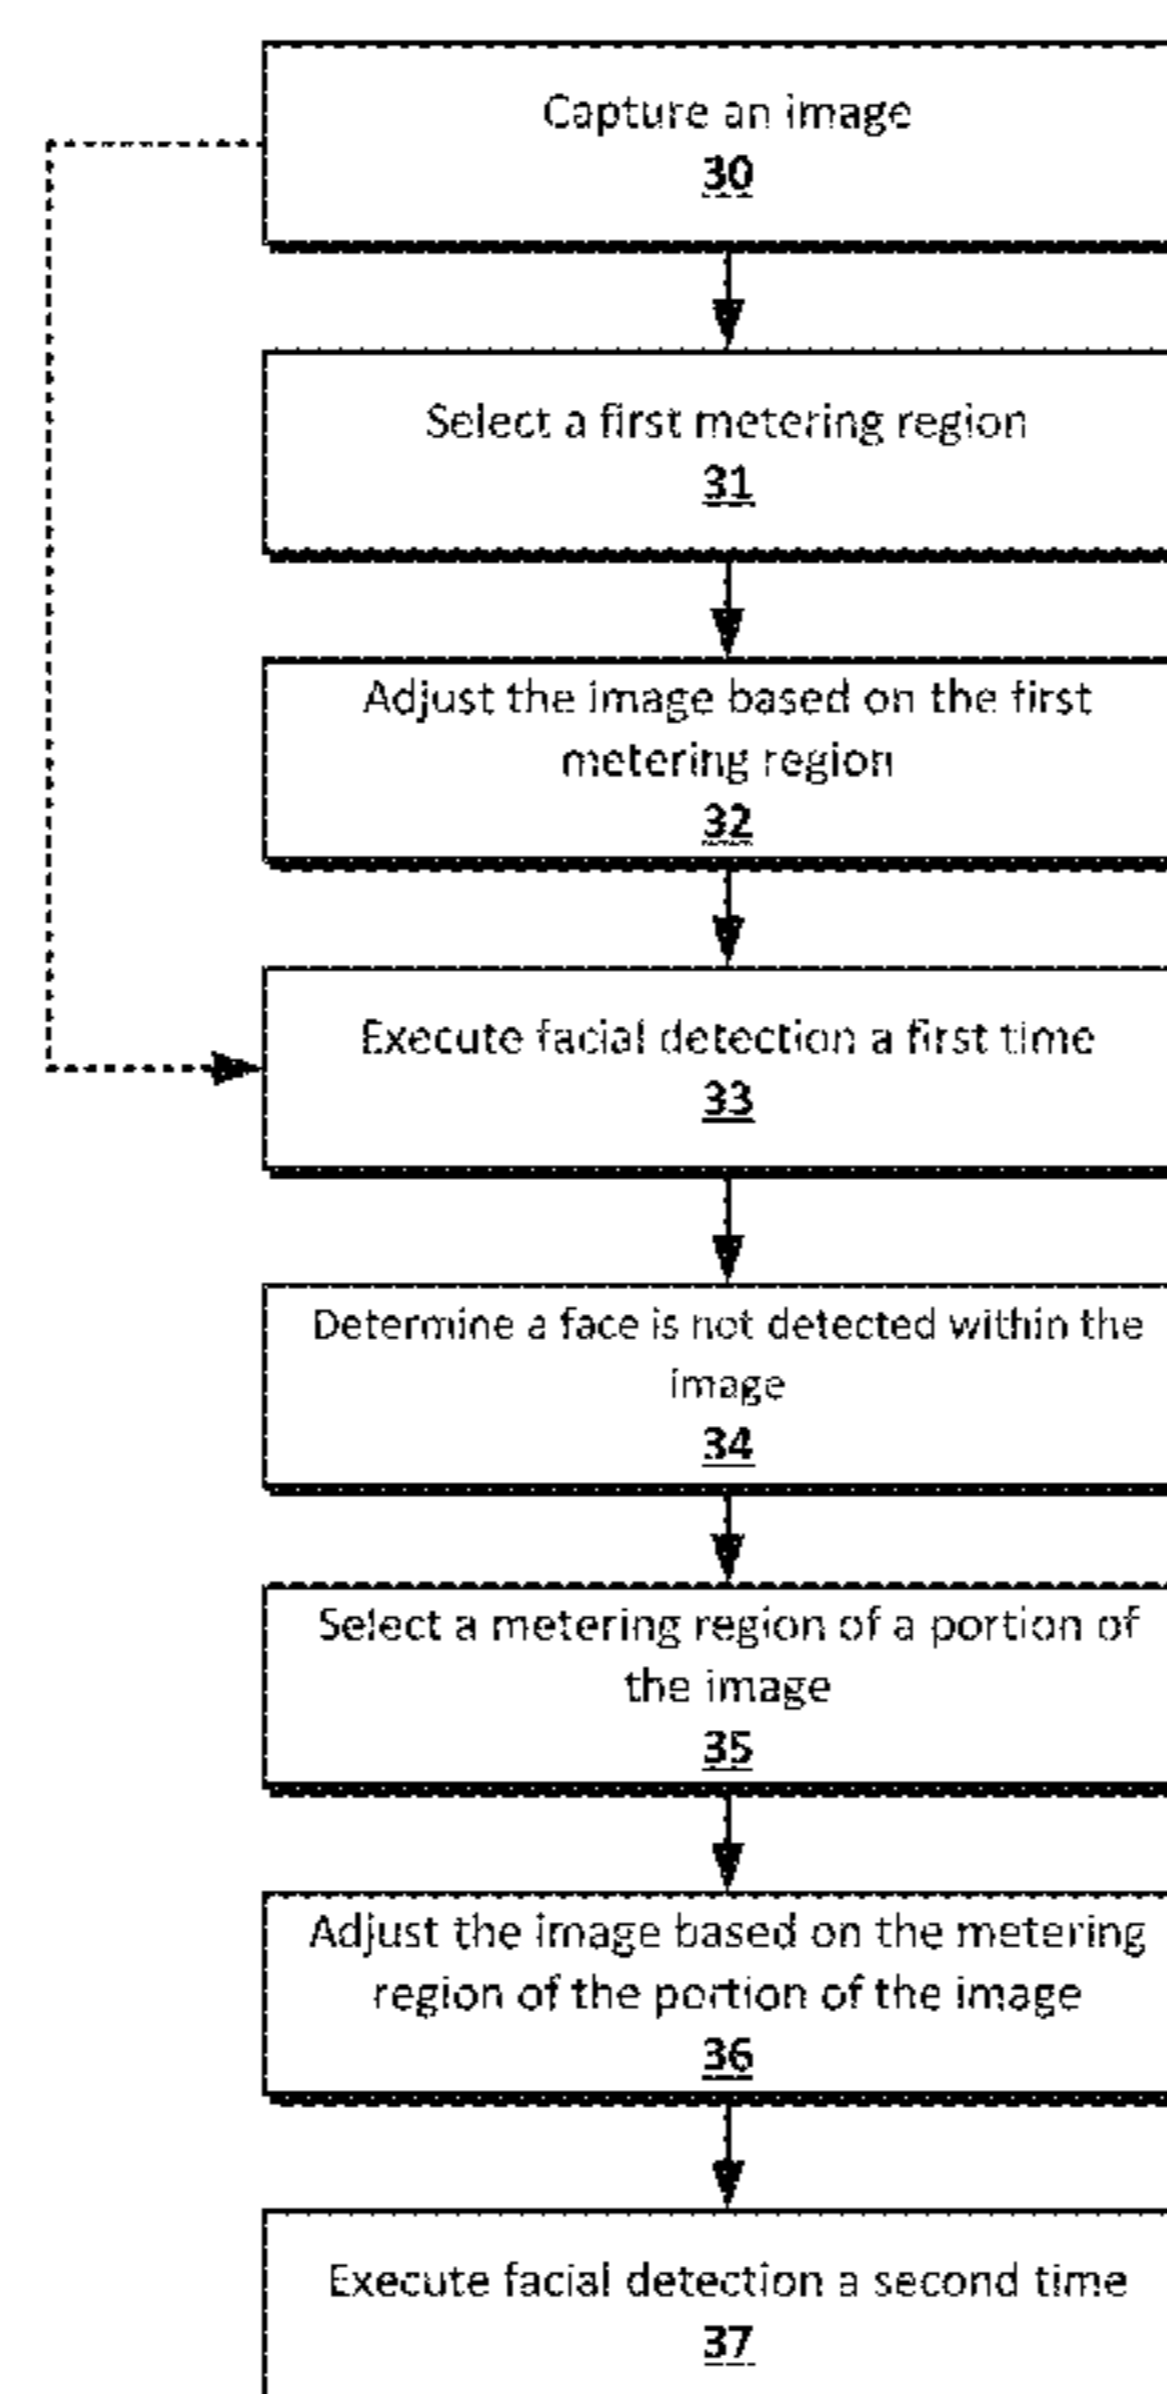 Capture an image
30
Select a first metering region
31
Adjust the image based on the first
metering region
32
Execute facial detection a first time
33
Determine a face is not detected within the
image
34
Select a metering region of a portion of
the image
35
Adjust the image based on the metering
region of the portion of the image
36
Execute facial detection a second time
37